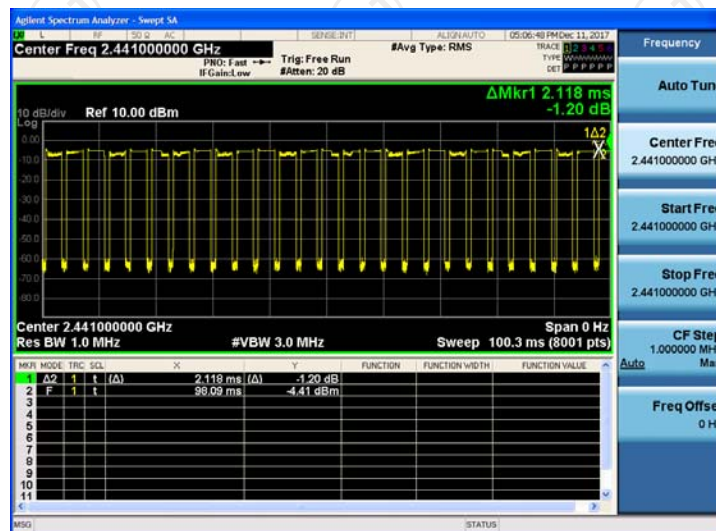 Agilent Spectrum Analyzer - Swept SA
L RF 50 Ω AC SENSE:INT ALIGN AUTO 05:06:48 PM Dec 11, 2017
Center Freq 2.441000000 GHz #Avg Type: RMS TRACE 1 2 3 4 5 6
PNO: Fast Trig: Free Run TYPE
IFGain:Low #Atten: 20 dB DET P P P P P P
ΔMkr1 2.118 ms
10 dB/div Ref 10.00 dBm -1.20 dB
Log
0.00
1Δ2
-10.0
-20.0
-30.0
-40.0
-50.0
-60.0
-70.0
-80.0
Center 2.441000000 GHz Span 0 Hz
Res BW 1.0 MHz #VBW 3.0 MHz Sweep 100.3 ms (8001 pts)
MKR MODE TRC SCL X Y FUNCTION FUNCTION WIDTH FUNCTION VALUE
1 Δ2 1 t (Δ) 2.118 ms (Δ) -1.20 dB
2 F 1 t 98.09 ms -4.41 dBm
3
4
5
6
7
8
9
10
11
MSG STATUS
Frequency
Auto Tun
Center Fre
2.441000000 GH
Start Fre
2.441000000 GH
Stop Fre
2.441000000 GH
CF Ste
1.000000 MH
Auto Ma
Freq Offse
0 H